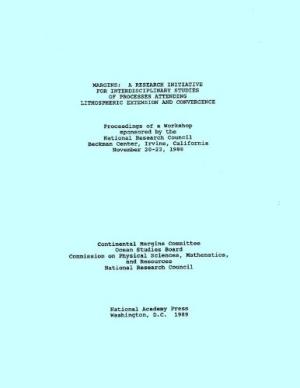 MARGINS: A RESEARCH INITIATIVE
FOR INTERDISCIPLINARY STUDIES
OF PROCESSES ATTENDING
LITHOSPHERIC EXTENSION AND CONVERGENCE
Proceedings of a Workshop
sponsored by the
National Research Council
Beckman Center, Irvine, California
November 20-23, 1988
Continental Margins Committee
Ocean Studies Board
Commission on Physical Sciences, Mathematics,
and Resources
National Research Council
National Academy Press
Washington, D.C. 1989